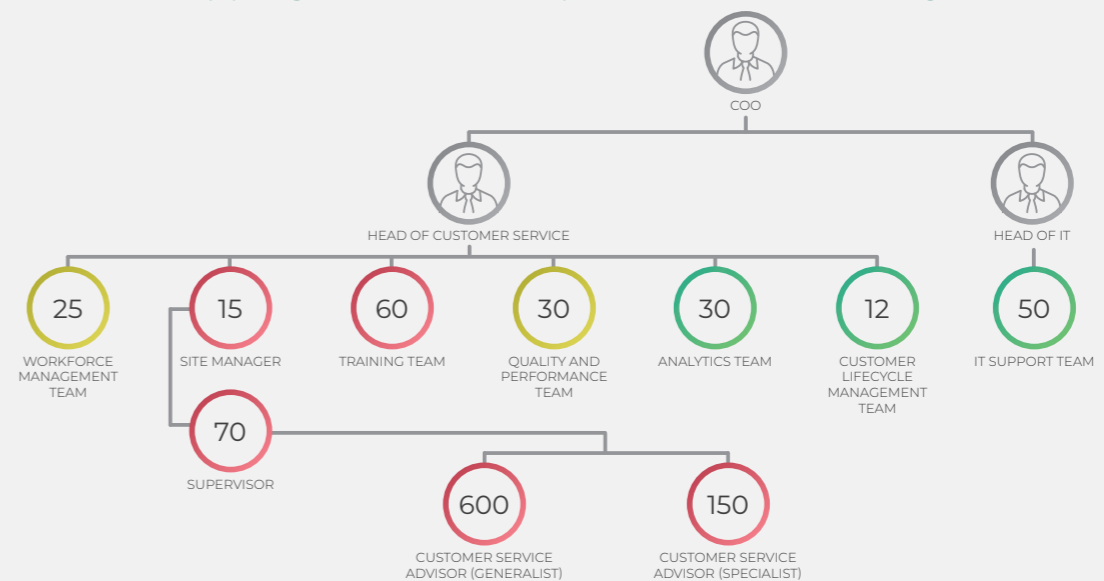 COO
HEAD OF CUSTOMER SERVICE
HEAD OF IT
25
15
60
30
30
12
50
WORKFORCE
MANAGEMENT
TEAM
SITE MANAGER
TRAINING TEAM
QUALITY AND
PERFORMANCE
TEAM
ANALYTICS TEAM
CUSTOMER
LIFECYCLE
MANAGEMENT
TEAM
IT SUPPORT TEAM
70
SUPERVISOR
600
150
CUSTOMER SERVICE
ADVISOR (GENERALIST)
CUSTOMER SERVICE
ADVISOR (SPECIALIST)